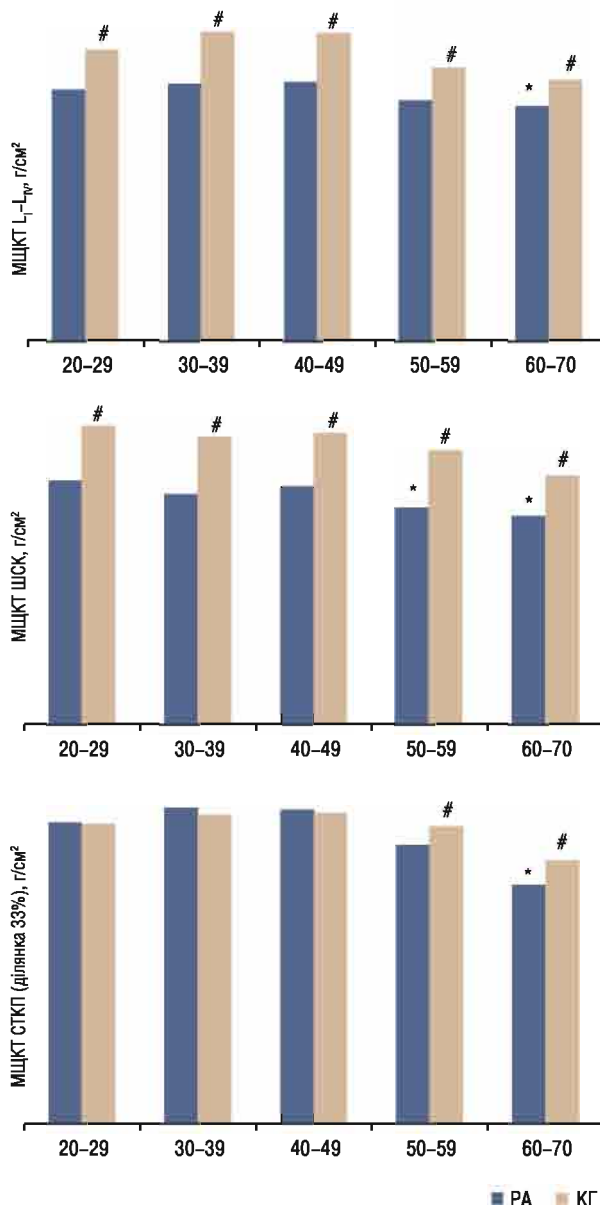 МЩКТ L_I–L_IV, г/см²
# # # # * #
20–29 30–39 40–49 50–59 60–70
МЩКТ ШСК, г/см²
# # # * # * #
20–29 30–39 40–49 50–59 60–70
МЩКТ СТКП (ділянка 33%), г/см²
# * #
20–29 30–39 40–49 50–59 60–70
РА КГ